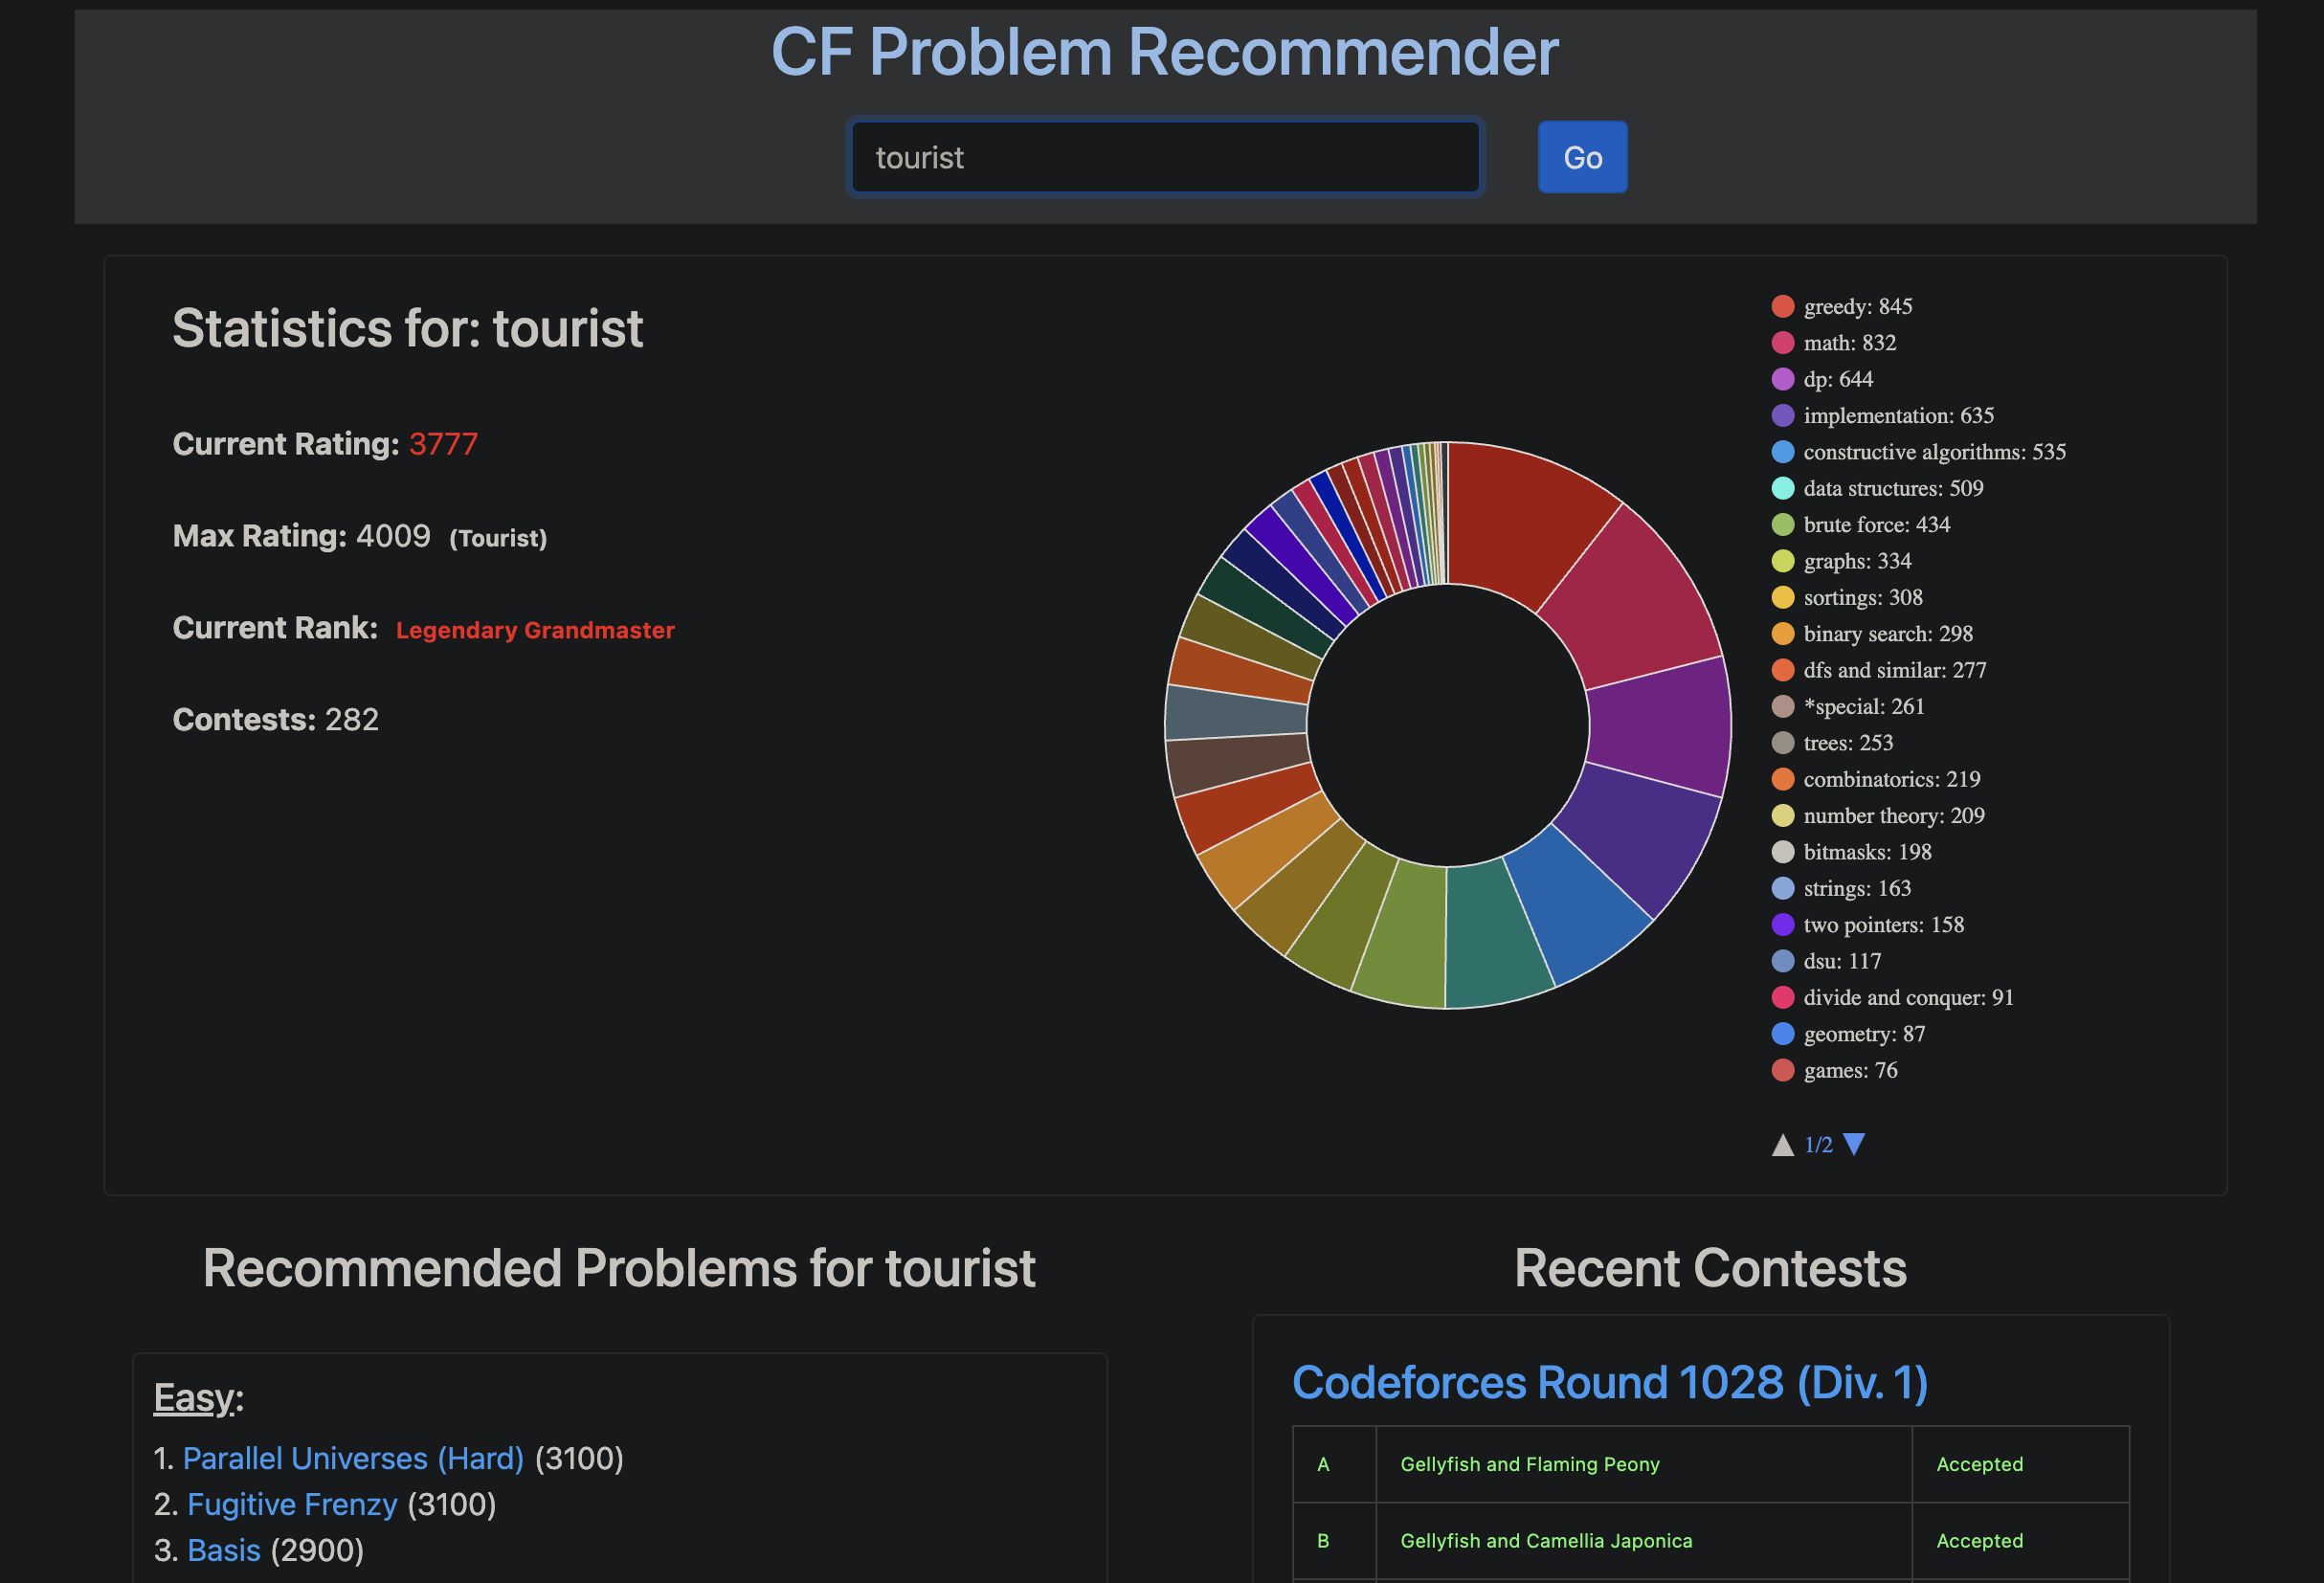 CF Problem Recommender
tourist
Go
Statistics for: tourist
Current Rating: 3777
Max Rating: 4009 (Tourist)
Current Rank: Legendary Grandmaster
Contests: 282
greedy: 845
math: 832
dp: 644
implementation: 635
constructive algorithms: 535
data structures: 509
brute force: 434
graphs: 334
sortings: 308
binary search: 298
dfs and similar: 277
*special: 261
trees: 253
combinatorics: 219
number theory: 209
bitmasks: 198
strings: 163
two pointers: 158
dsu: 117
divide and conquer: 91
geometry: 87
games: 76
1/2
Recommended Problems for tourist
Easy:
1. Parallel Universes (Hard) (3100)
2. Fugitive Frenzy (3100)
3. Basis (2900)
Recent Contests
Codeforces Round 1028 (Div. 1)
A Gellyfish and Flaming Peony Accepted
B Gellyfish and Camellia Japonica Accepted